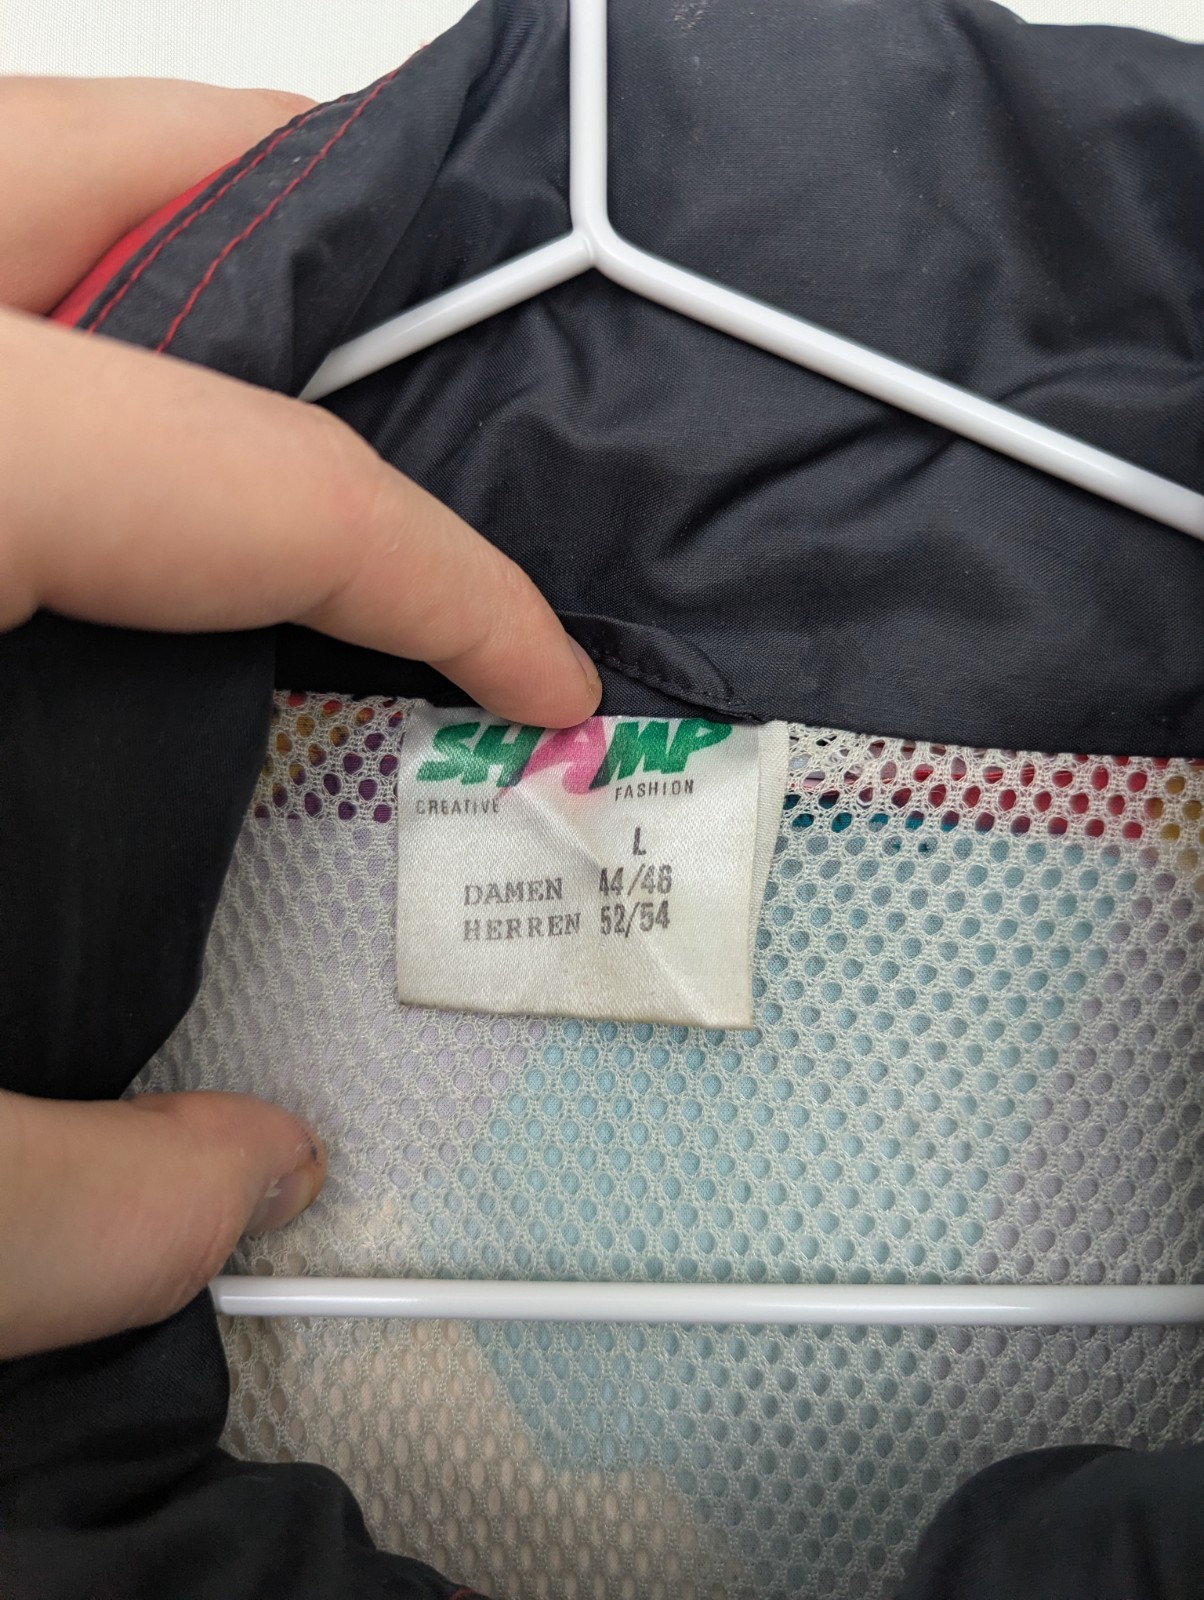 SHAMP
CREATIVE FASHION
L
DAMEN 44/46
HERREN 52/54